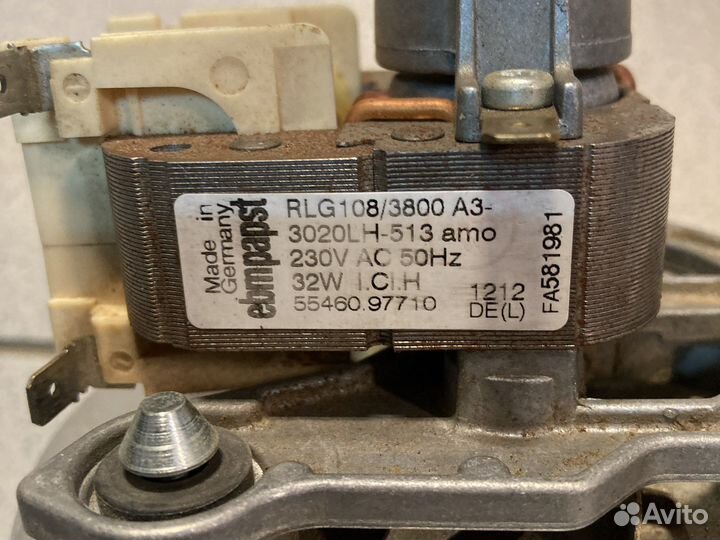 Made in
Germany
ebmpapst
RLG108/3800 A3-
3020LH-513 amo
230V AC 50Hz
32W I.Cl.H
55460.97710
1212
DE(L)
FA581981
Avito